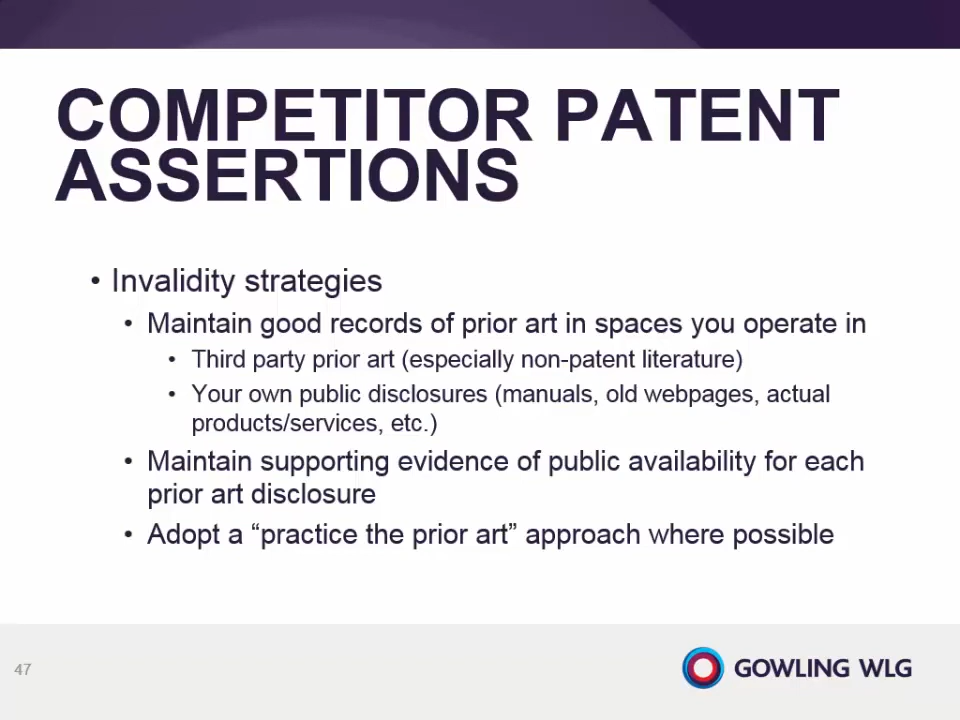 COMPETITOR PATENT
ASSERTIONS
• Invalidity strategies
• Maintain good records of prior art in spaces you operate in
• Third party prior art (especially non-patent literature)
• Your own public disclosures (manuals, old webpages, actual
products/services, etc.)
• Maintain supporting evidence of public availability for each
prior art disclosure
• Adopt a “practice the prior art” approach where possible
47
GOWLING WLG